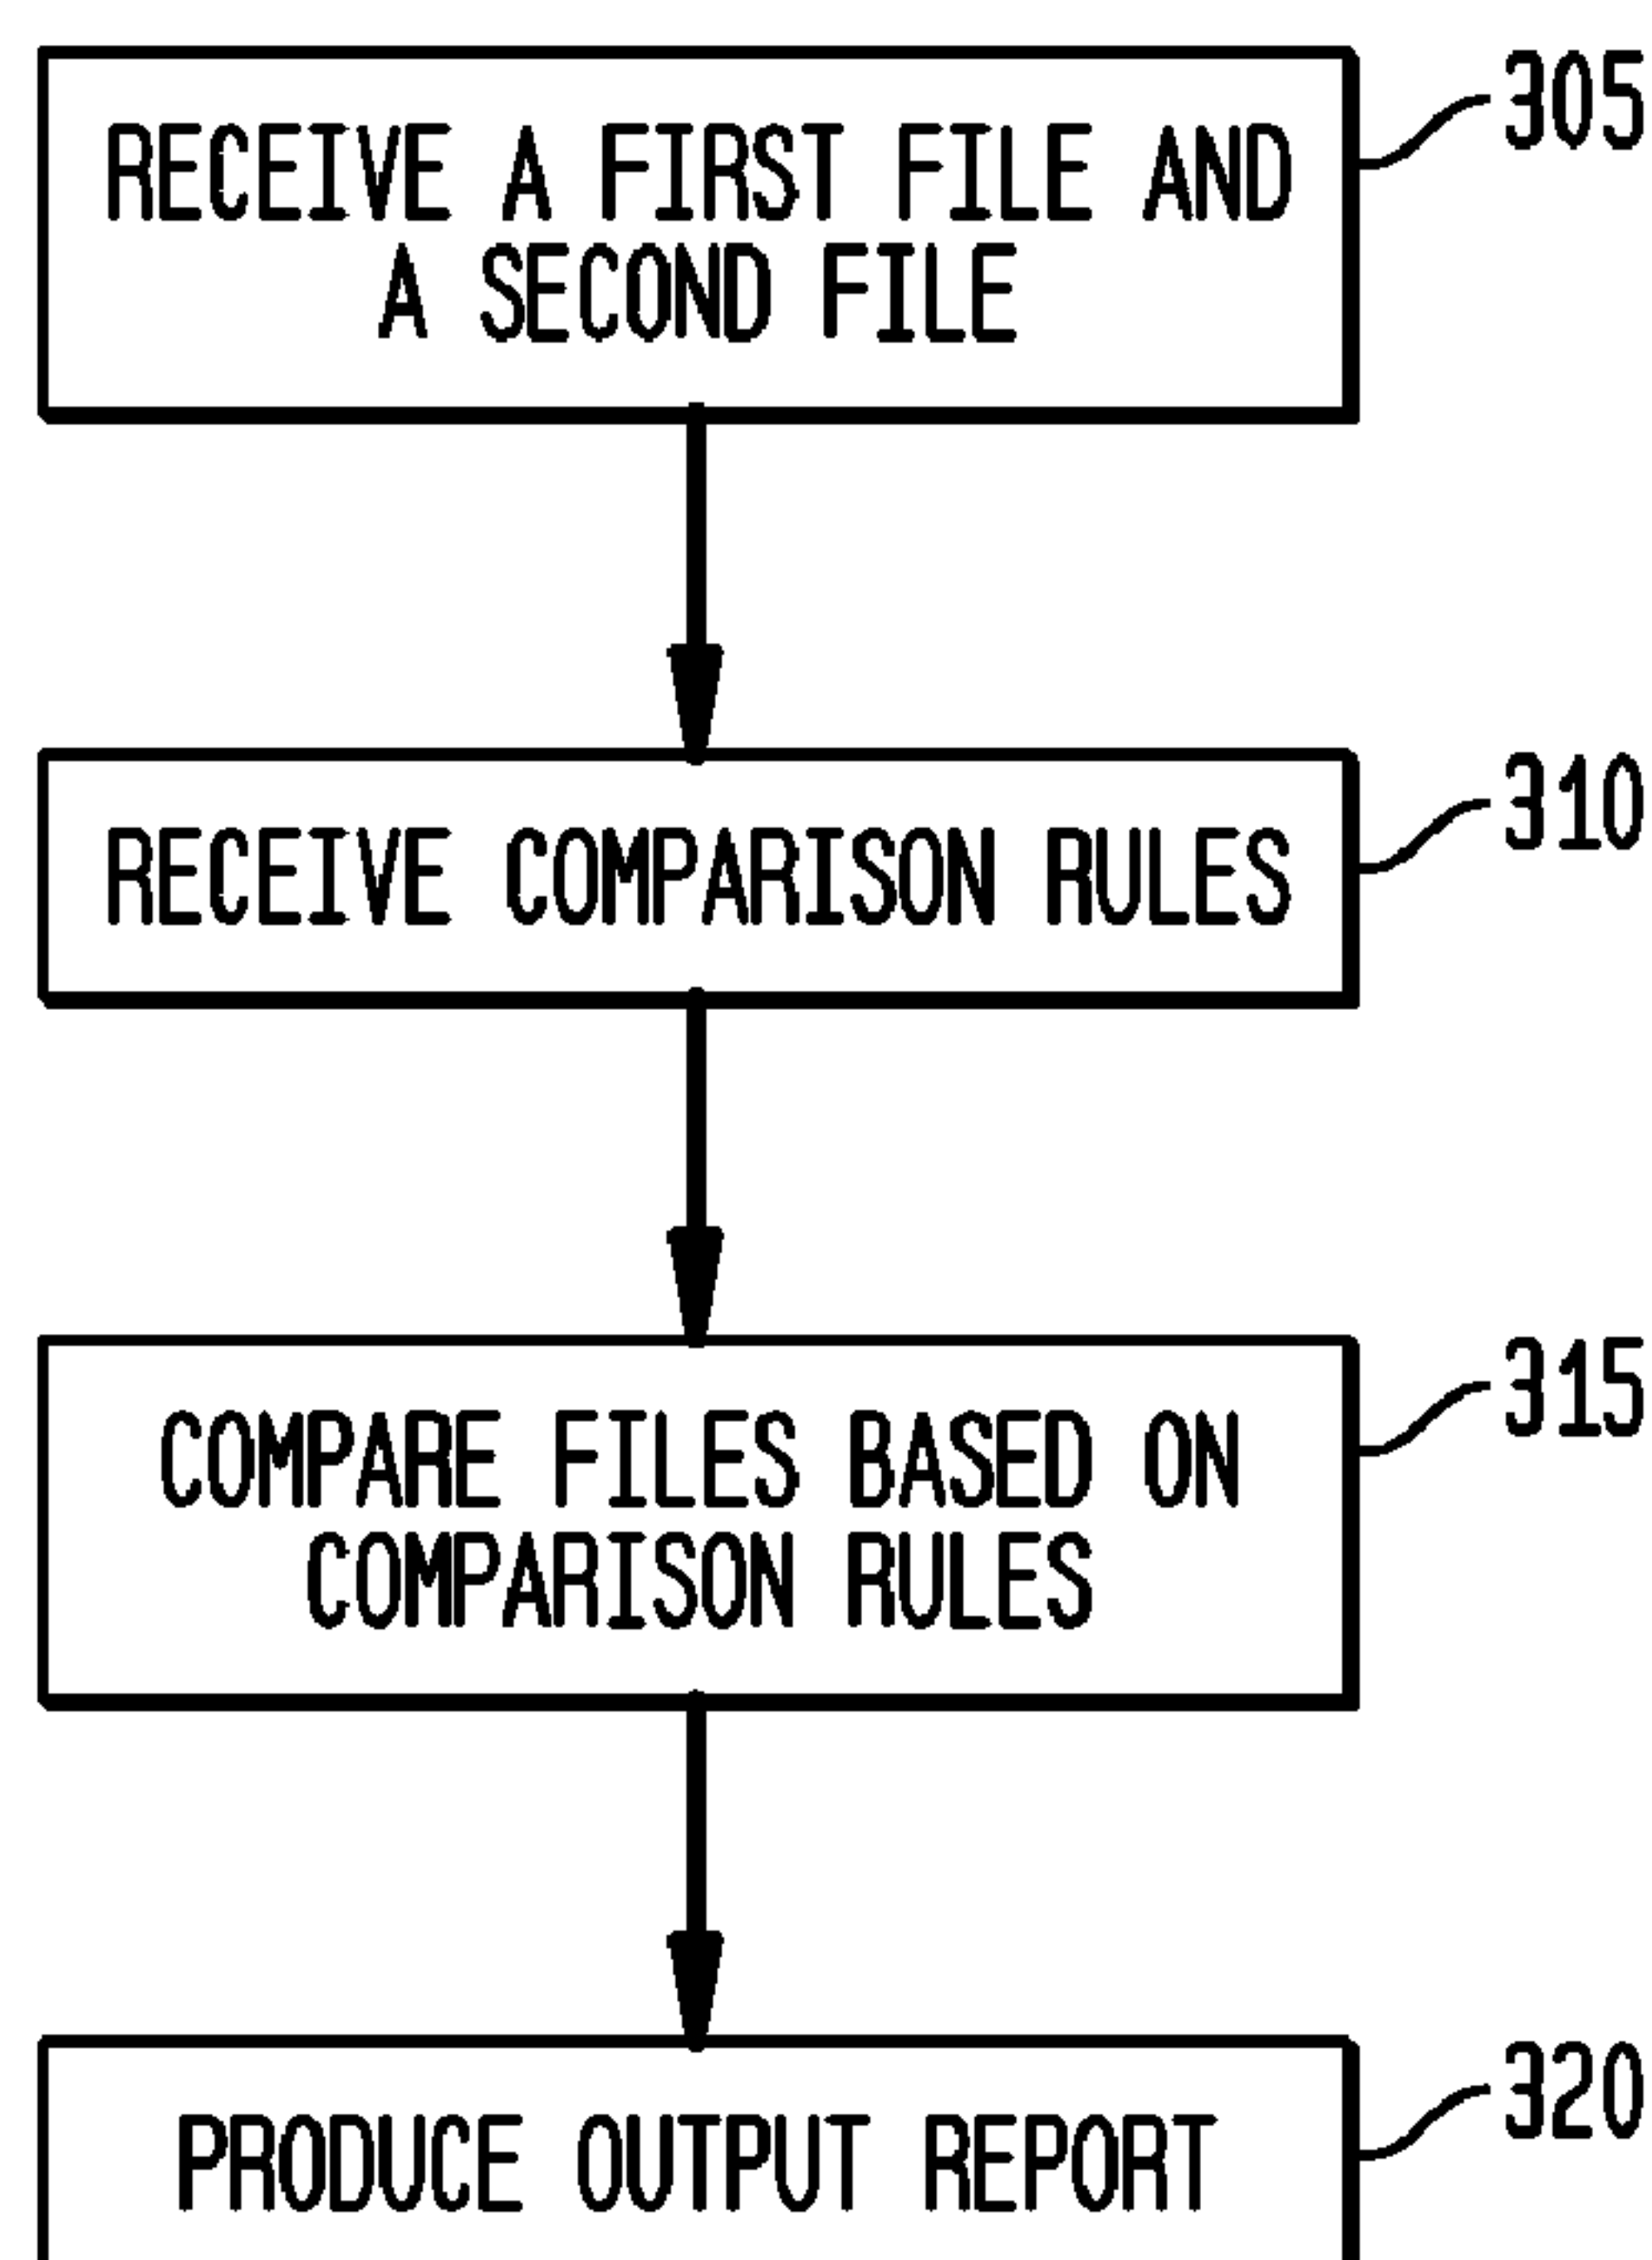 RECEIVE A FIRST FILE AND
A SECOND FILE
305
RECEIVE COMPARISON RULES
310
COMPARE FILES BASED ON
COMPARISON RULES
315
PRODUCE OUTPUT REPORT
320